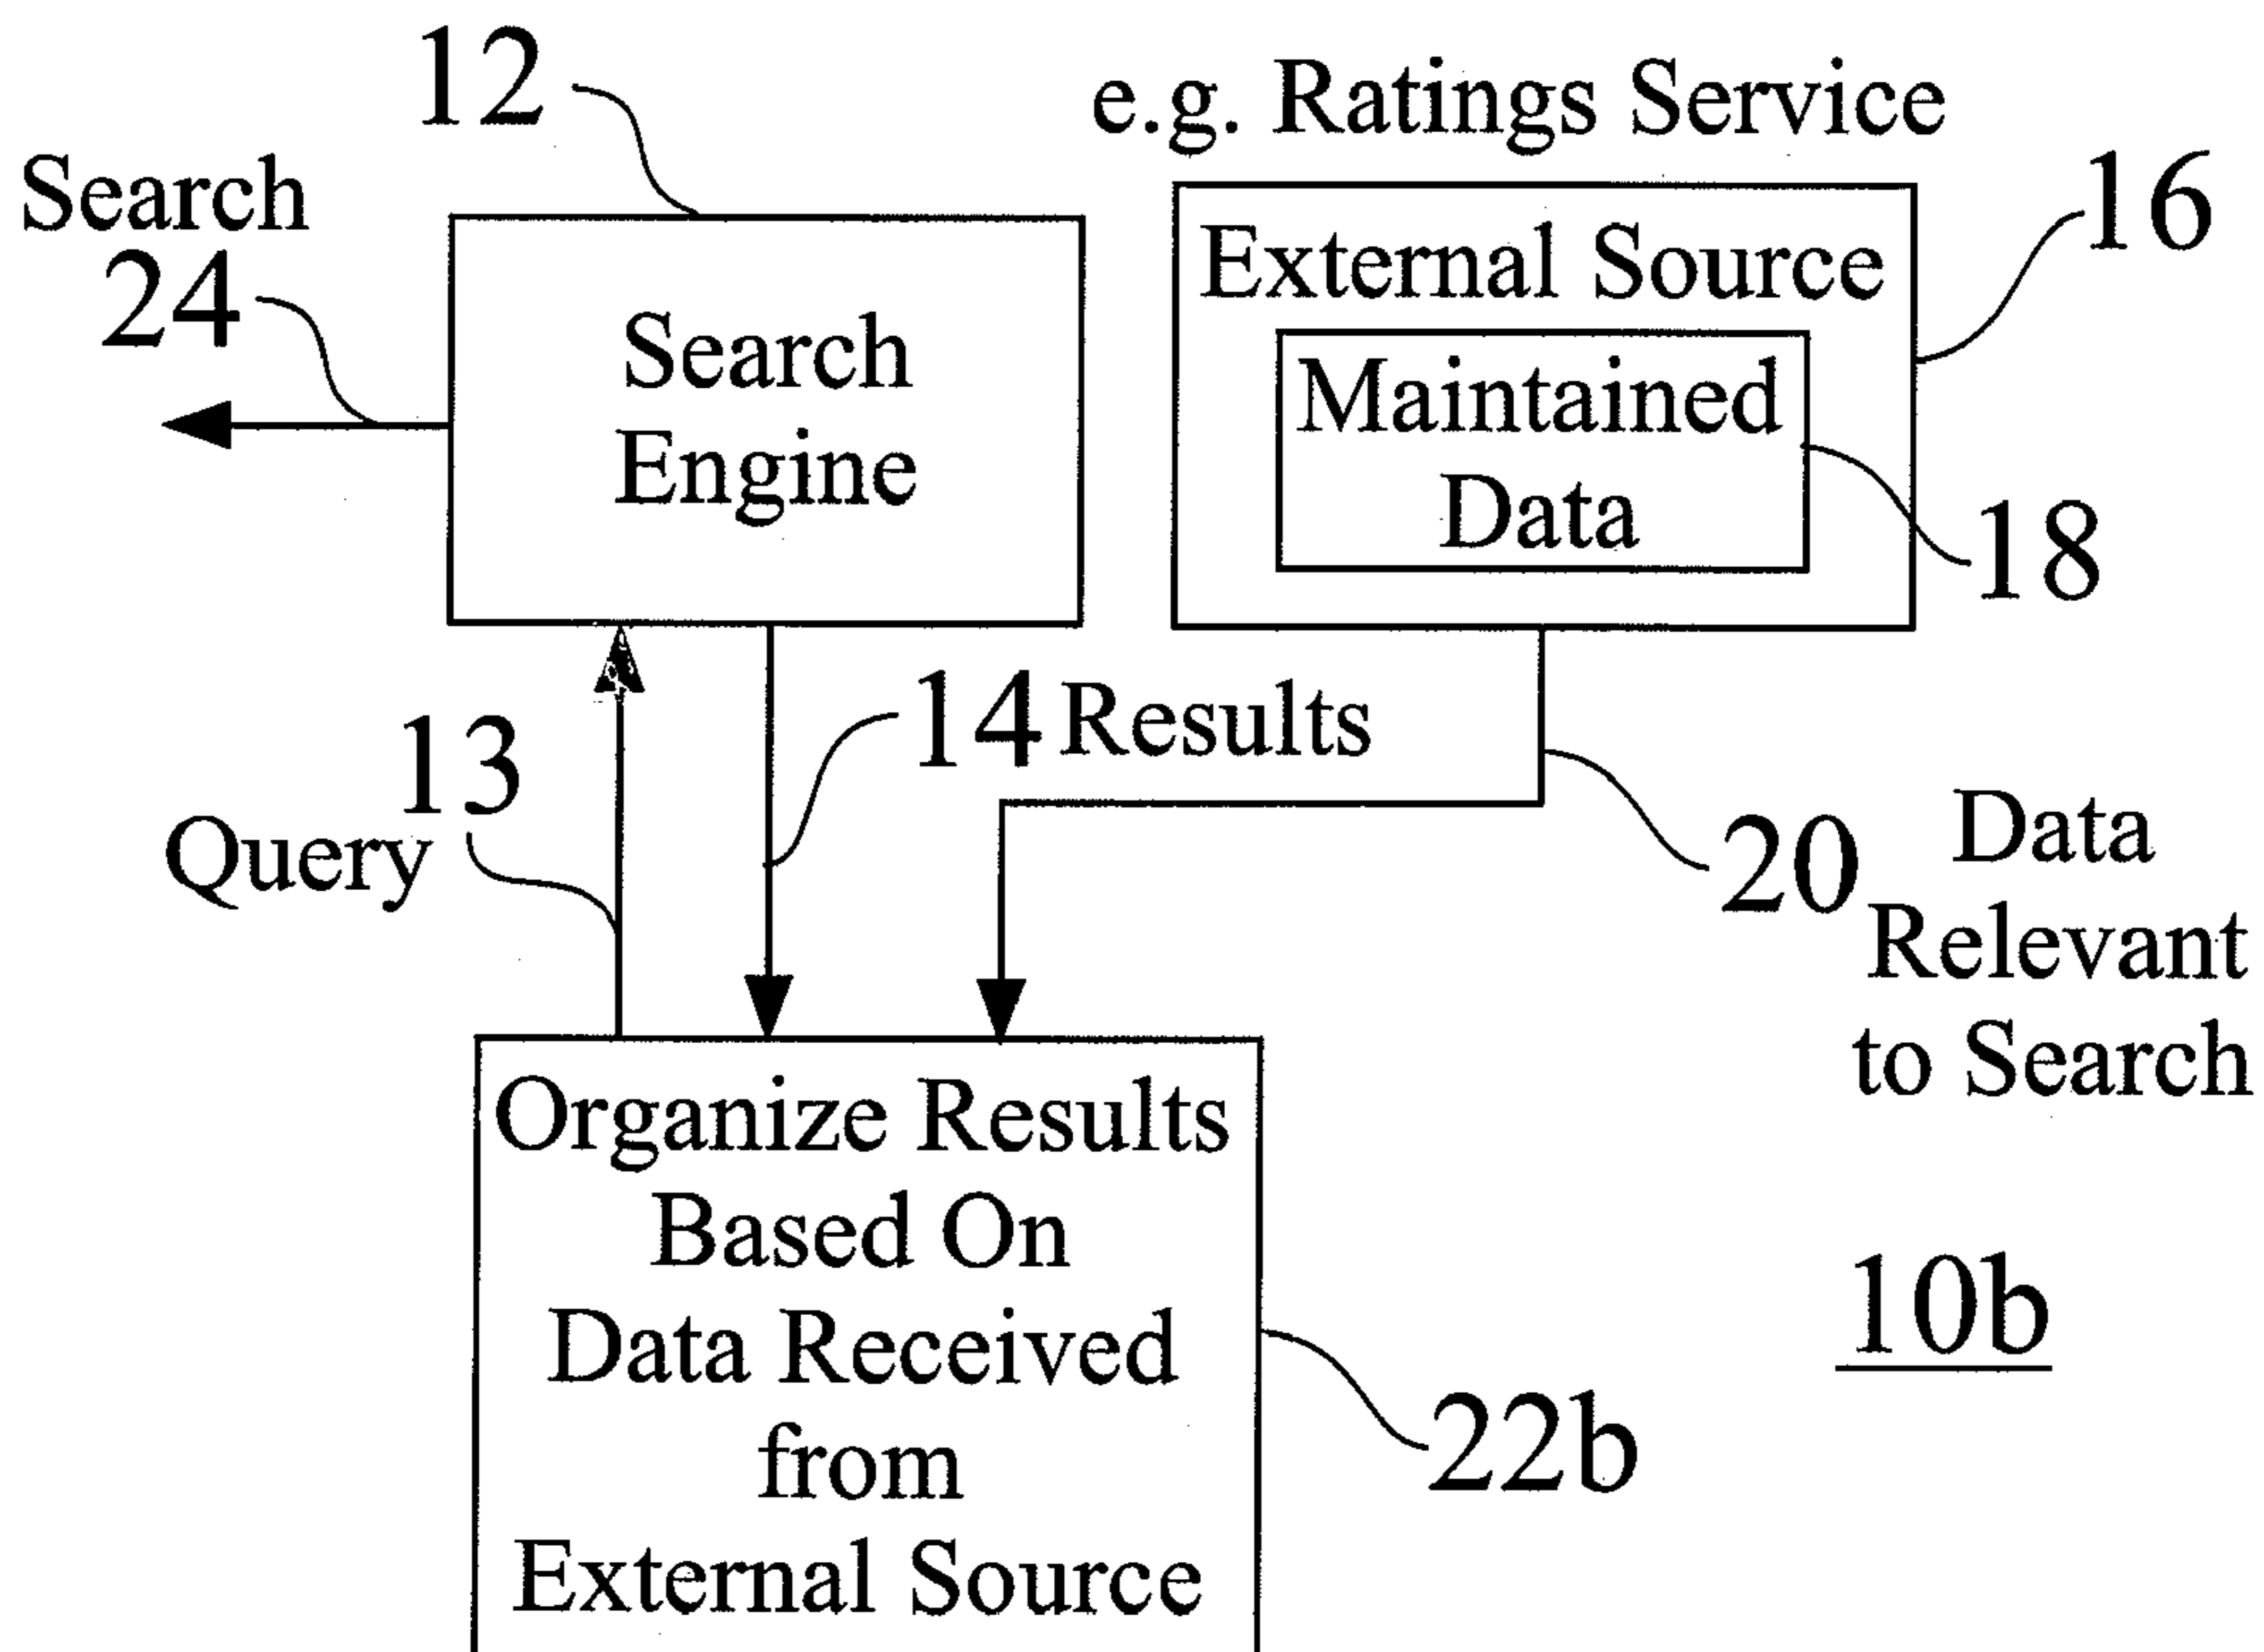 12
e.g. Ratings Service
Search
24
16
External Source
Search
Engine
Maintained
Data
18
14 Results
13
Query
20
Data
Relevant
to Search
Organize Results
Based On
Data Received
from
External Source
10b
22b